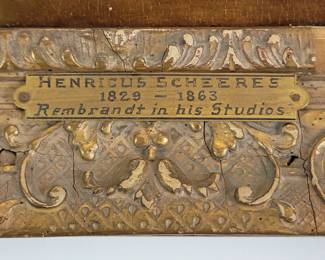 HENRICUS SCHEERES
1829 - 1863
Rembrandt in his Studios